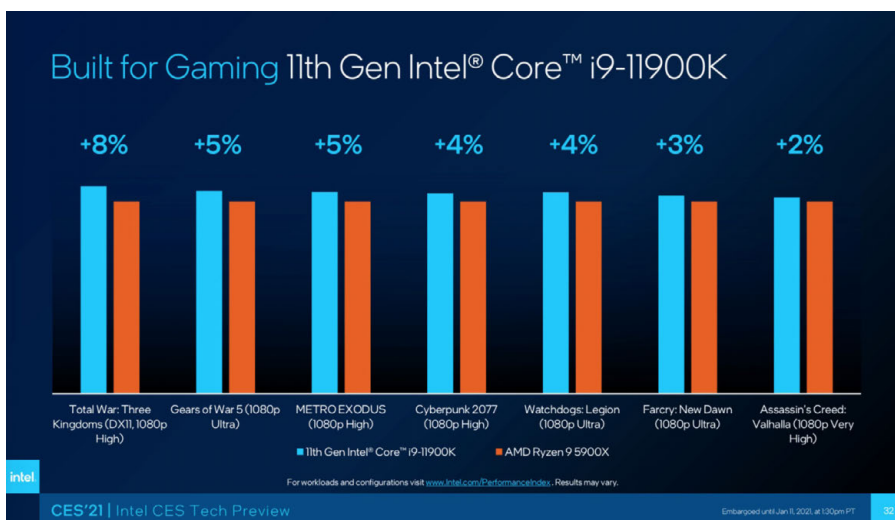 Built for Gaming 11th Gen Intel® Core™ i9-11900K
+8%
+5%
+5%
+4%
+4%
+3%
+2%
Total War: Three
Kingdoms (DX11, 1080p
High)
Gears of War 5 (1080p
Ultra)
METRO EXODUS
(1080p High)
Cyberpunk 2077
(1080p High)
Watchdogs: Legion
(1080p Ultra)
Farcry: New Dawn
(1080p Ultra)
Assassin's Creed:
Valhalla (1080p Very
High)
11th Gen Intel® Core™ i9-11900K
AMD Ryzen 9 5900X
intel.
For workloads and configurations visit www.Intel.com/PerformanceIndex. Results may vary.
CES'21 | Intel CES Tech Preview
Embargoed until Jan 11, 2021, at 1:30pm PT
32